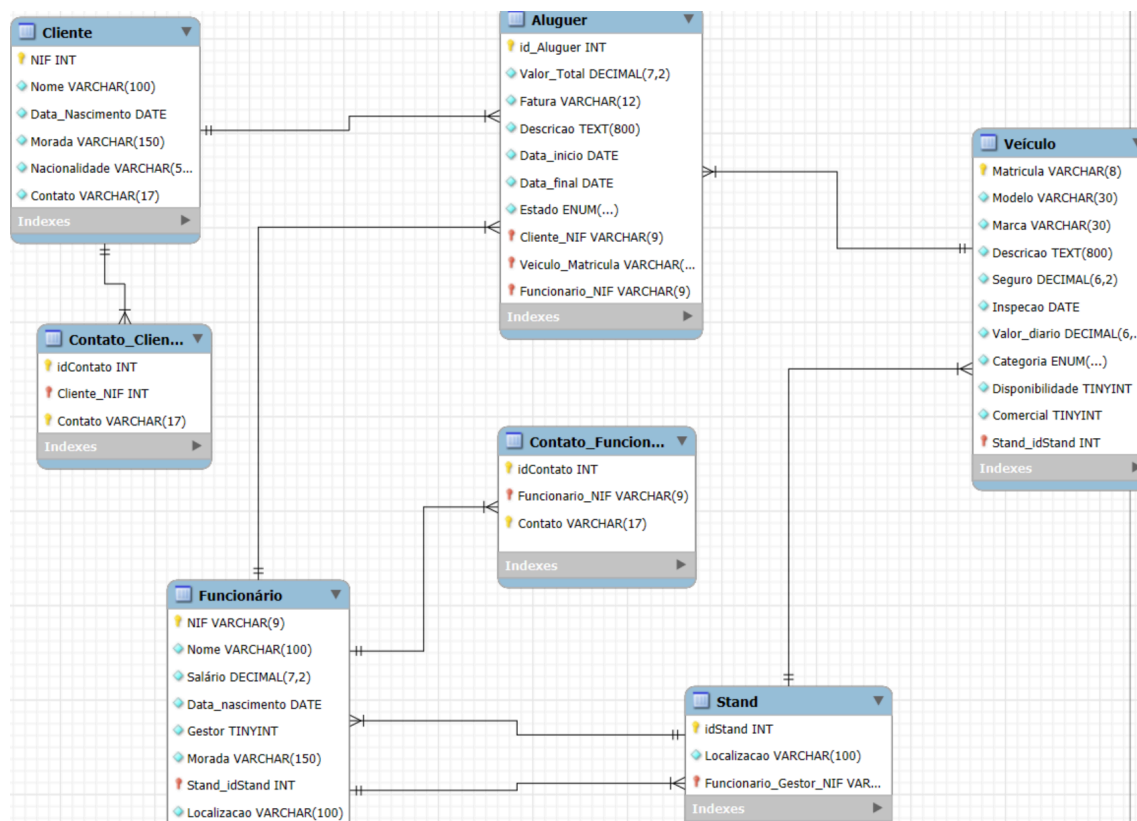 Cliente
NIF INT
Nome VARCHAR(100)
Data_Nascimento DATE
Morada VARCHAR(150)
Nacionalidade VARCHAR(5...
Contato VARCHAR(17)
Indexes
Aluguer
id_Aluguer INT
Valor_Total DECIMAL(7,2)
Fatura VARCHAR(12)
Descricao TEXT(800)
Data_inicio DATE
Data_final DATE
Estado ENUM(...)
Cliente_NIF VARCHAR(9)
Veiculo_Matricula VARCHAR(...
Funcionario_NIF VARCHAR(9)
Indexes
Veículo
Matricula VARCHAR(8)
Modelo VARCHAR(30)
Marca VARCHAR(30)
Descricao TEXT(800)
Seguro DECIMAL(6,2)
Inspecao DATE
Valor_diario DECIMAL(6,..
Categoria ENUM(...)
Disponibilidade TINYINT
Comercial TINYINT
Stand_idStand INT
Indexes
Contato_Clien...
idContato INT
Cliente_NIF INT
Contato VARCHAR(17)
Indexes
Contato_Funcion...
idContato INT
Funcionario_NIF VARCHAR(9)
Contato VARCHAR(17)
Indexes
Funcionário
NIF VARCHAR(9)
Nome VARCHAR(100)
Salário DECIMAL(7,2)
Data_nascimento DATE
Gestor TINYINT
Morada VARCHAR(150)
Stand_idStand INT
Localizacao VARCHAR(100)
Stand
idStand INT
Localizacao VARCHAR(100)
Funcionario_Gestor_NIF VAR...
Indexes